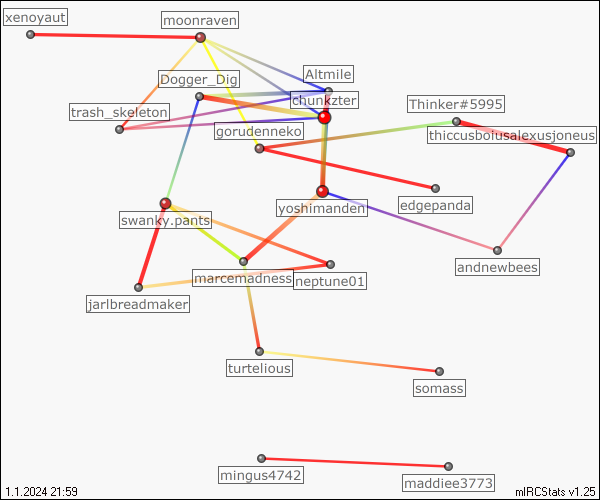 xenoyaut
moonraven
Dogger_Dig
Altmile
chunkzter
trash_skeleton
Thinker#5995
gorudenneko
thiccusboiusalexusjoneus
edgepanda
yoshimanden
swanky.pants
andnewbees
marcemadness
neptune01
jarlbreadmaker
turtelious
somass
mingus4742
maddiee3773
1.1.2024 21:59
mIRCStats v1.25